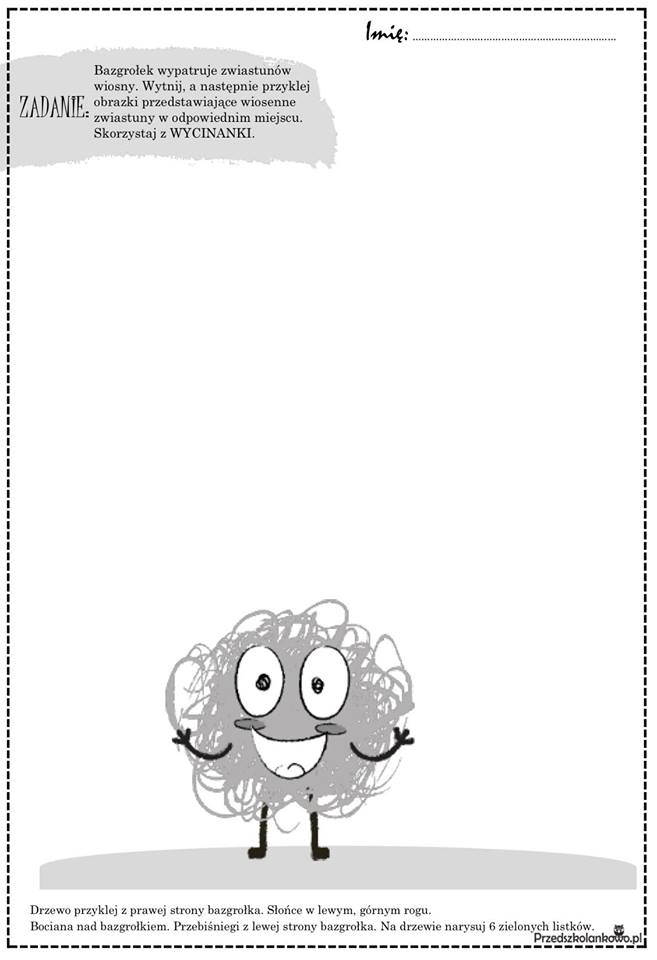 Imię: ........................................................................
Bazgrołek wypatruje zwiastunów
wiosny. Wytnij, a następnie przyklej
ZADANIE: obrazki przedstawiające wiosenne
zwiastuny w odpowiednim miejscu.
Skorzystaj z WYCINANKI.
Drzewo przyklej z prawej strony bazgrołka. Słońce w lewym, górnym rogu.
Bociana nad bazgrołkiem. Przebiśniegi z lewej strony bazgrołka. Na drzewie narysuj 6 zielonych listków.
Przedszkolankowo.pl